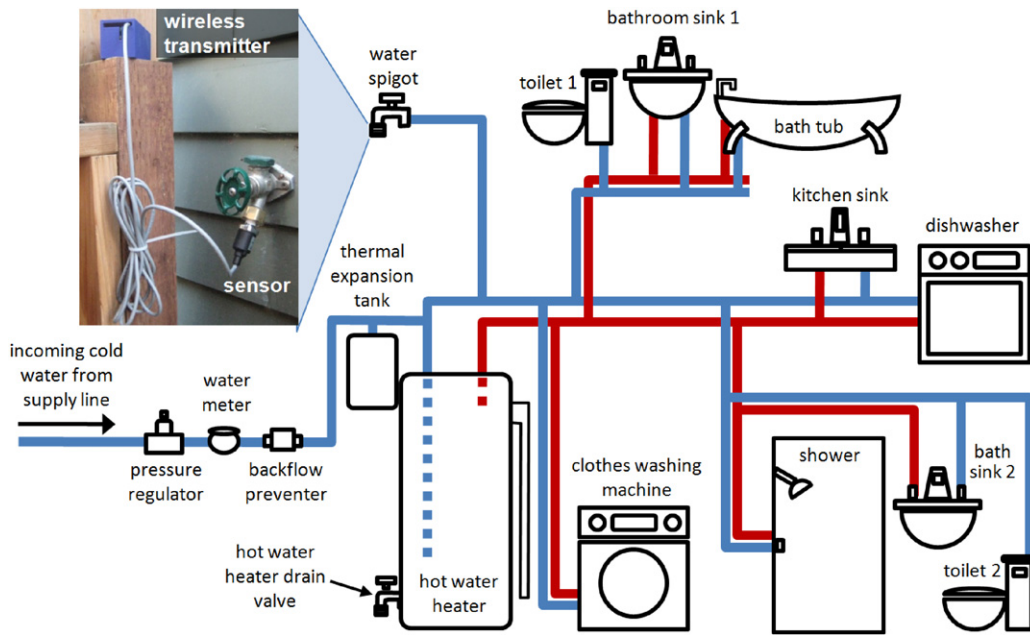 wireless
transmitter
sensor
water
spigot
bathroom sink 1
toilet 1
bath tub
kitchen sink
dishwasher
thermal
expansion
tank
incoming cold
water from
supply line
water
meter
pressure
regulator
backflow
preventer
hot water
heater drain
valve
hot water
heater
clothes washing
machine
shower
bath
sink 2
toilet 2